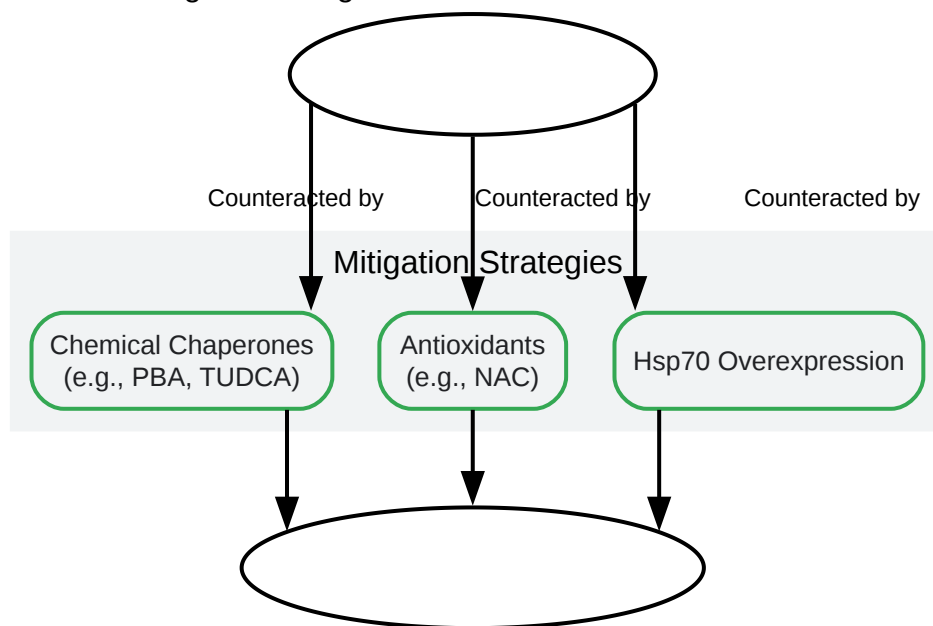 Counteracted by
Counteracted by
Counteracted by
Mitigation Strategies
Chemical Chaperones
(e.g., PBA, TUDCA)
Antioxidants
(e.g., NAC)
Hsp70 Overexpression